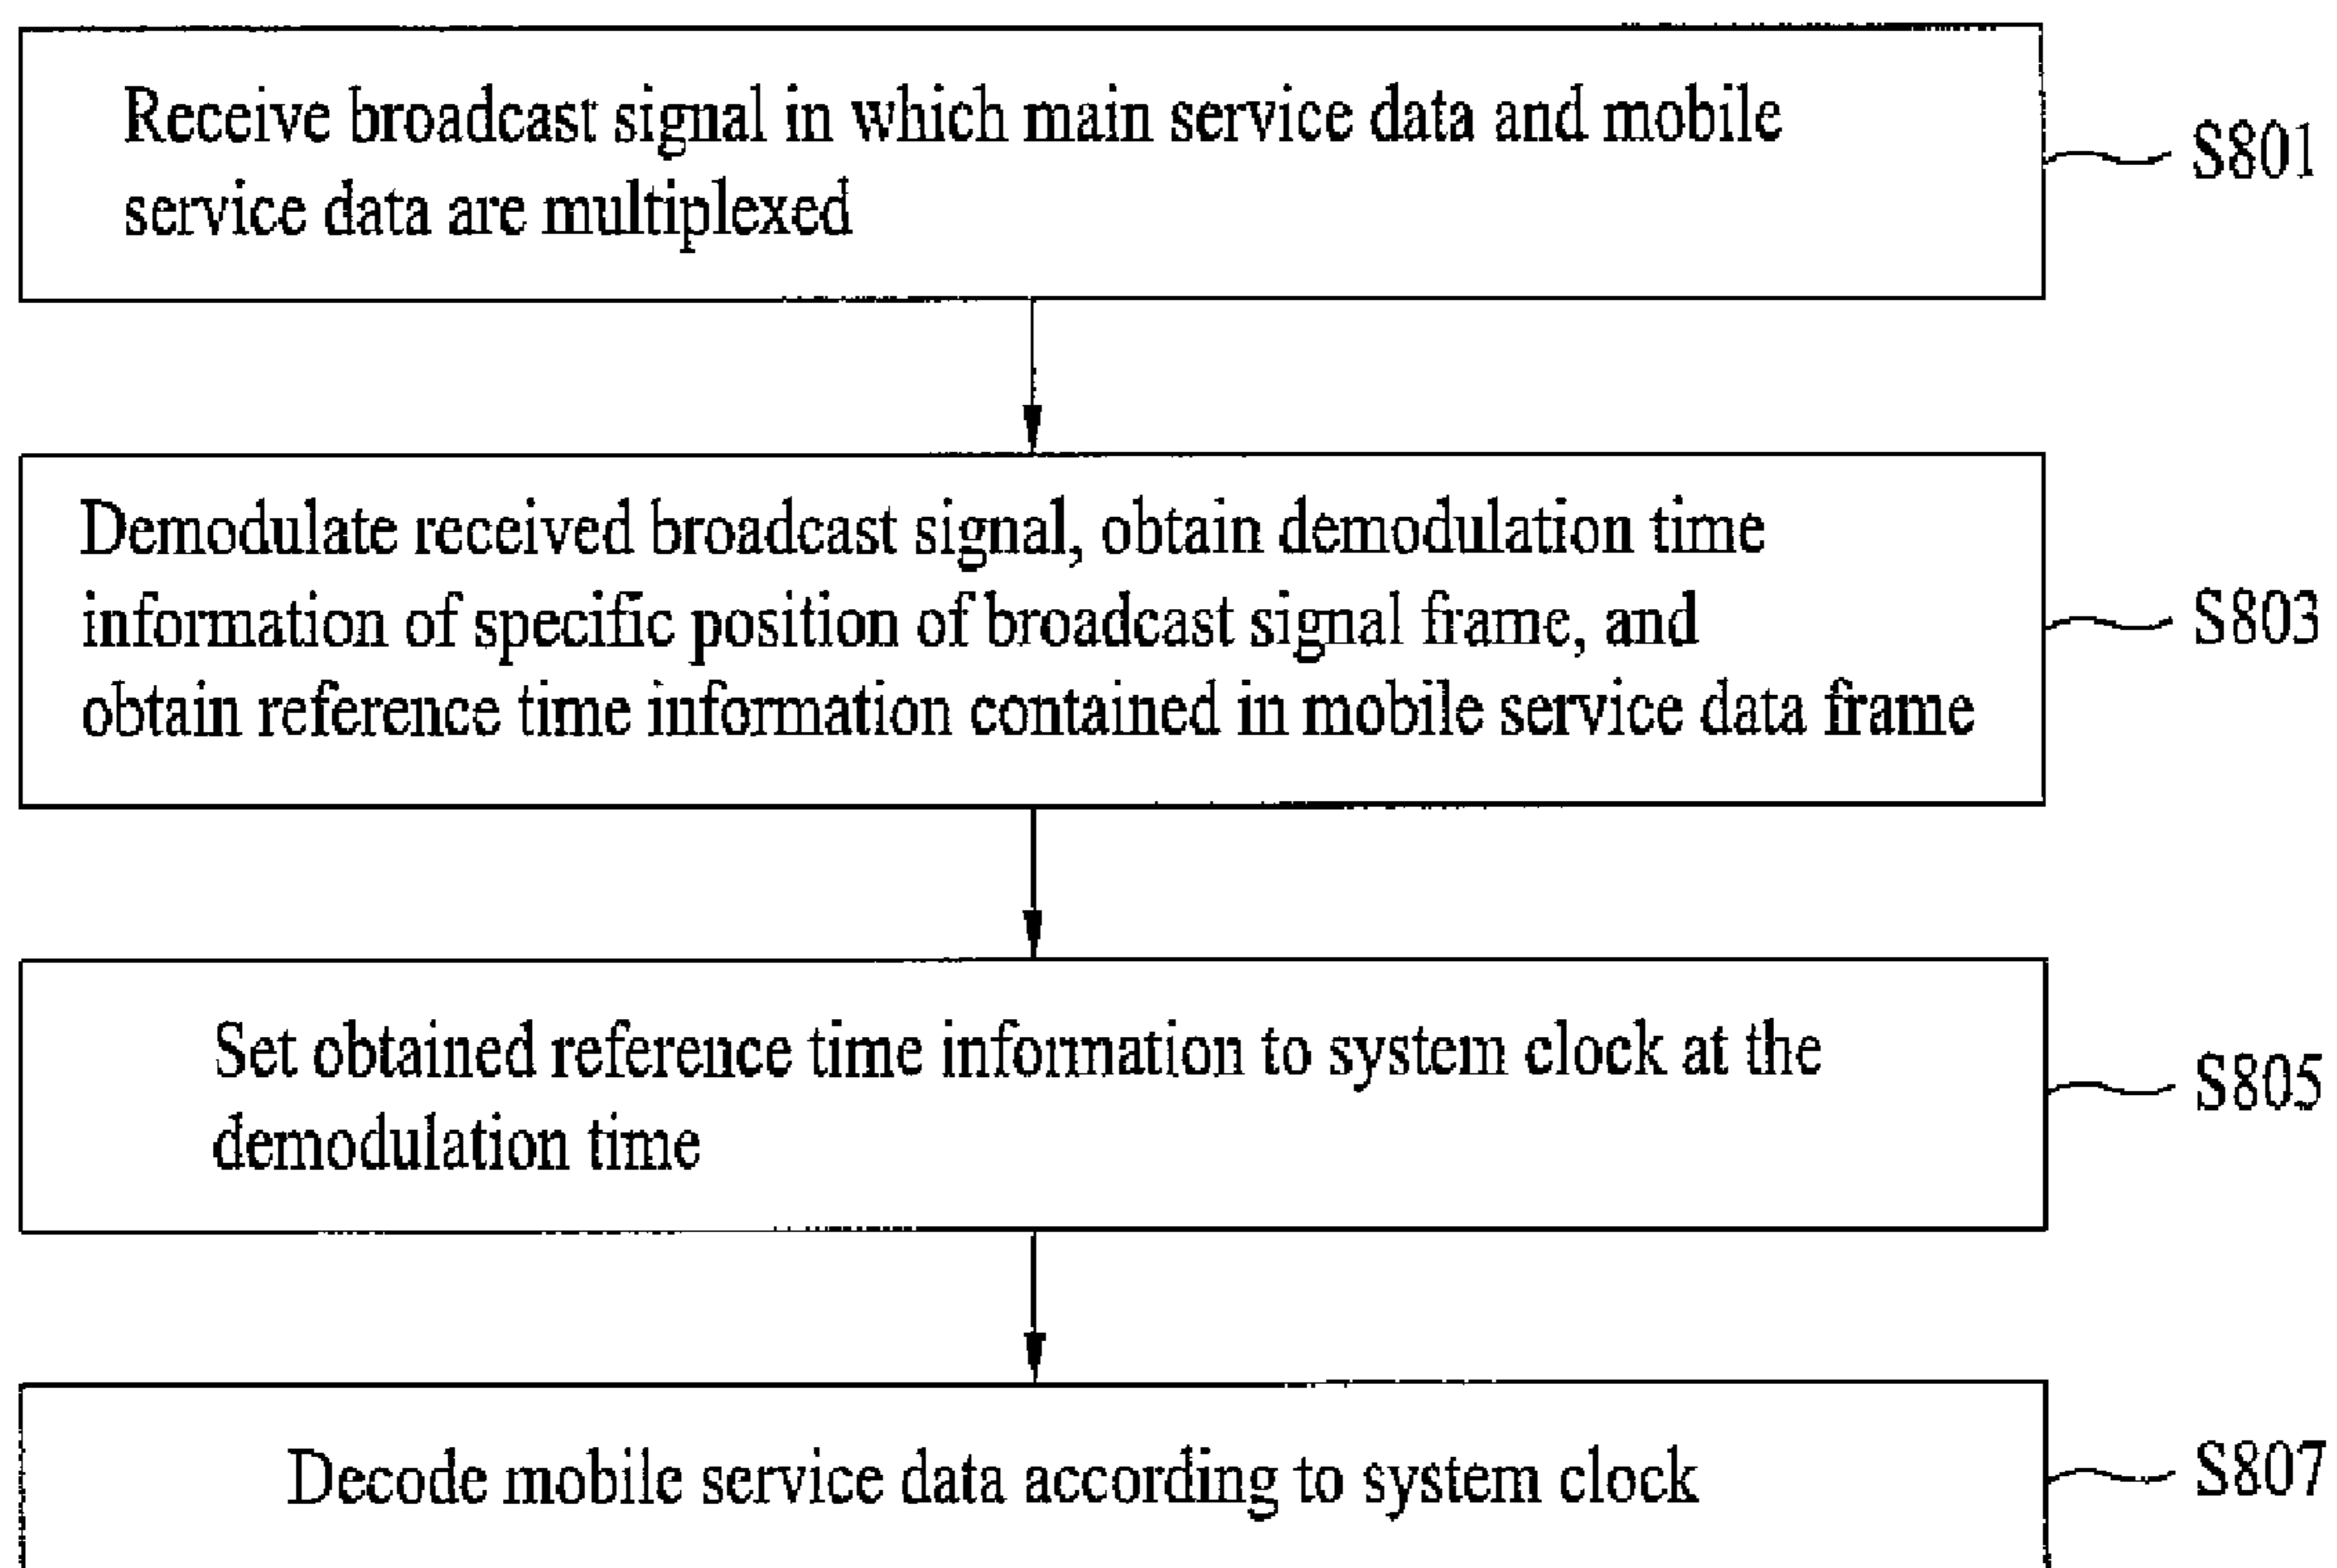 Receive broadcast signal in which main service data and mobile
service data are multiplexed
S801
Demodulate received broadcast signal, obtain demodulation time
information of specific position of broadcast signal frame, and
obtain reference time information contained in mobile service data frame
S803
Set obtained reference time information to system clock at the
demodulation time
S805
Decode mobile service data according to system clock
S807